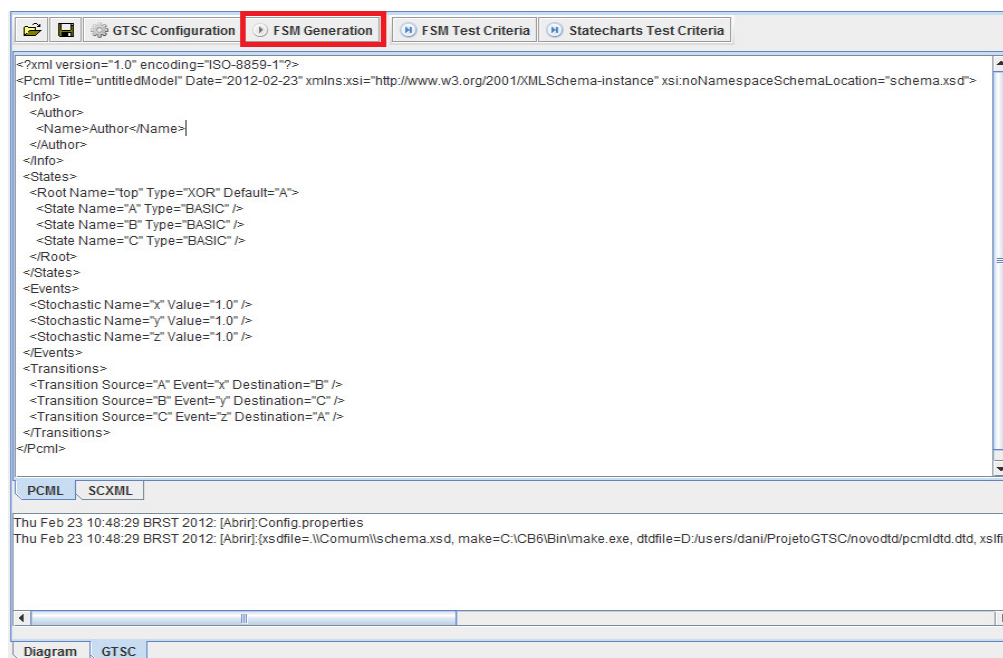 GTSC Configuration FSM Generation FSM Test Criteria Statecharts Test Criteria
<?xml version="1.0" encoding="ISO-8859-1"?>
<Pcml Title="untitledModel" Date="2012-02-23" xmlns:xsi="http://www.w3.org/2001/XMLSchema-instance" xsi:noNamespaceSchemaLocation="schema.xsd">
<Info>
<Author>
<Name>Author</Name>
</Author>
</Info>
<States>
<Root Name="top" Type="XOR" Default="A">
<State Name="A" Type="BASIC" />
<State Name="B" Type="BASIC" />
<State Name="C" Type="BASIC" />
</Root>
</States>
<Events>
<Stochastic Name="x" Value="1.0" />
<Stochastic Name="y" Value="1.0" />
<Stochastic Name="z" Value="1.0" />
</Events>
<Transitions>
<Transition Source="A" Event="x" Destination="B" />
<Transition Source="B" Event="y" Destination="C" />
<Transition Source="C" Event="z" Destination="A" />
</Transitions>
</Pcml>
PCML SCXML
Thu Feb 23 10:48:29 BRST 2012: [Abrir]:Config.properties
Thu Feb 23 10:48:29 BRST 2012: [Abrir]:{xsdfile=.\\Comum\\schema.xsd, make=C:\CB6\Bin\make.exe, dtdfile=D:/users/dani/ProjetoGTSC/novodtd/pcmldtd.dtd, xslfi
Diagram GTSC